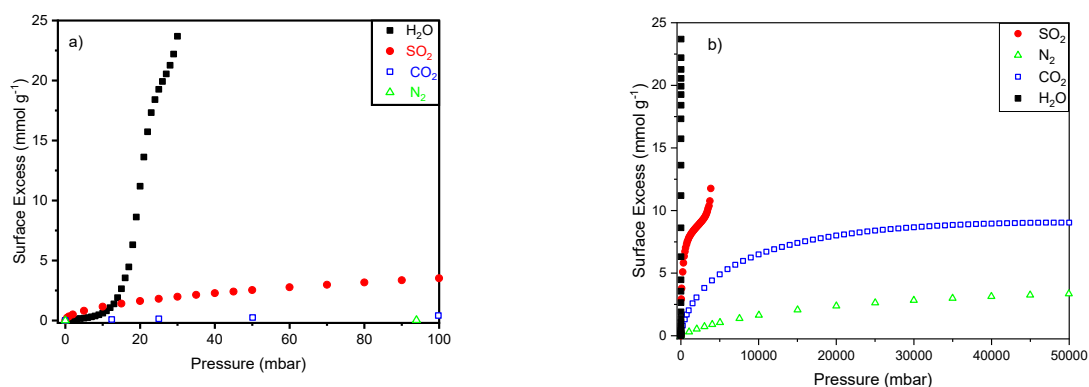 a)
H₂O
SO₂
CO₂
N₂
Surface Excess (mmol g⁻¹)
25
20
15
10
5
0
0 20 40 60 80 100
Pressure (mbar)
b)
SO₂
N₂
CO₂
H₂O
Surface Excess (mmol g⁻¹)
25
20
15
10
5
0
0 10000 20000 30000 40000 50000
Pressure (mbar)